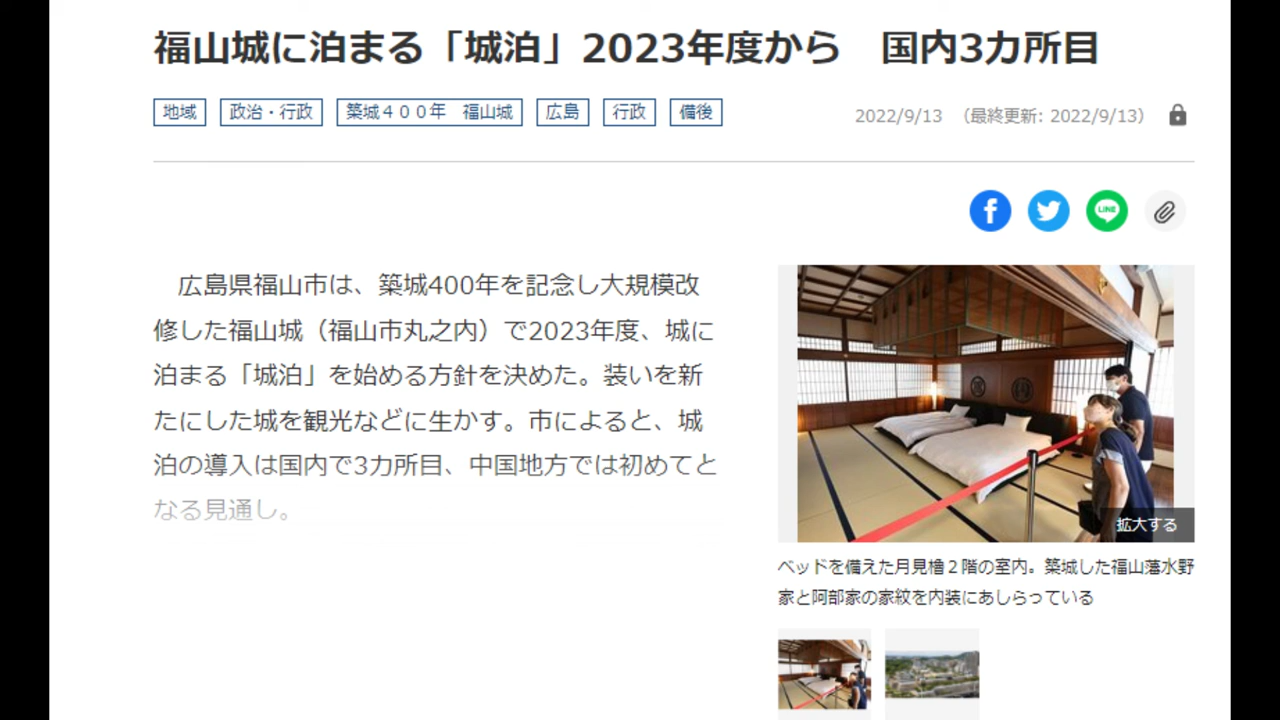 福山城に泊まる「城泊」2023年度から　国内3カ所目
地域
政治・行政
築城４００年　福山城
広島
行政
備後
2022/9/13　（最終更新: 2022/9/13）
LINE
広島県福山市は、築城400年を記念し大規模改
修した福山城（福山市丸之内）で2023年度、城に
泊まる「城泊」を始める方針を決めた。装いを新
たにした城を観光などに生かす。市によると、城
泊の導入は国内で3カ所目、中国地方では初めてと
なる見通し。
拡大する
ベッドを備えた月見櫓２階の室内。築城した福山藩水野
家と阿部家の家紋を内装にあしらっている